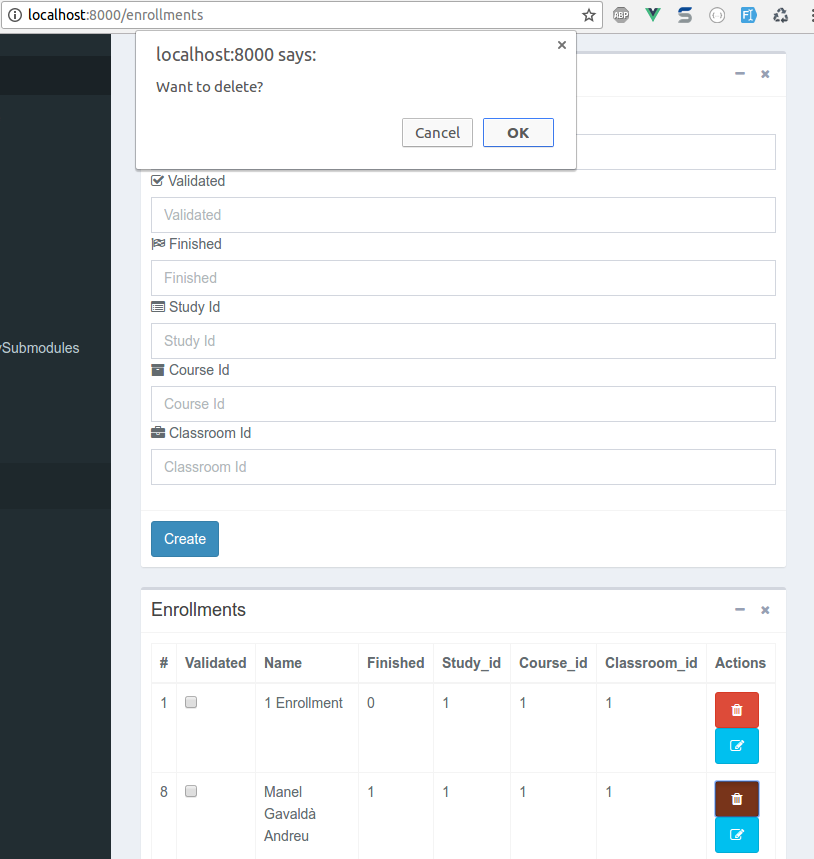 localhost:8000/enrollments
ABP
localhost:8000 says:
Want to delete?
Cancel
OK
Validated
Validated
Finished
Finished
Study Id
Study Id
Course Id
Course Id
Classroom Id
Classroom Id
Create
Submodules
Enrollments
# Validated Name Finished Study_id Course_id Classroom_id Actions
1 1 Enrollment 0 1 1 1
8 Manel 1 1 1 1
Gavaldà
Andreu